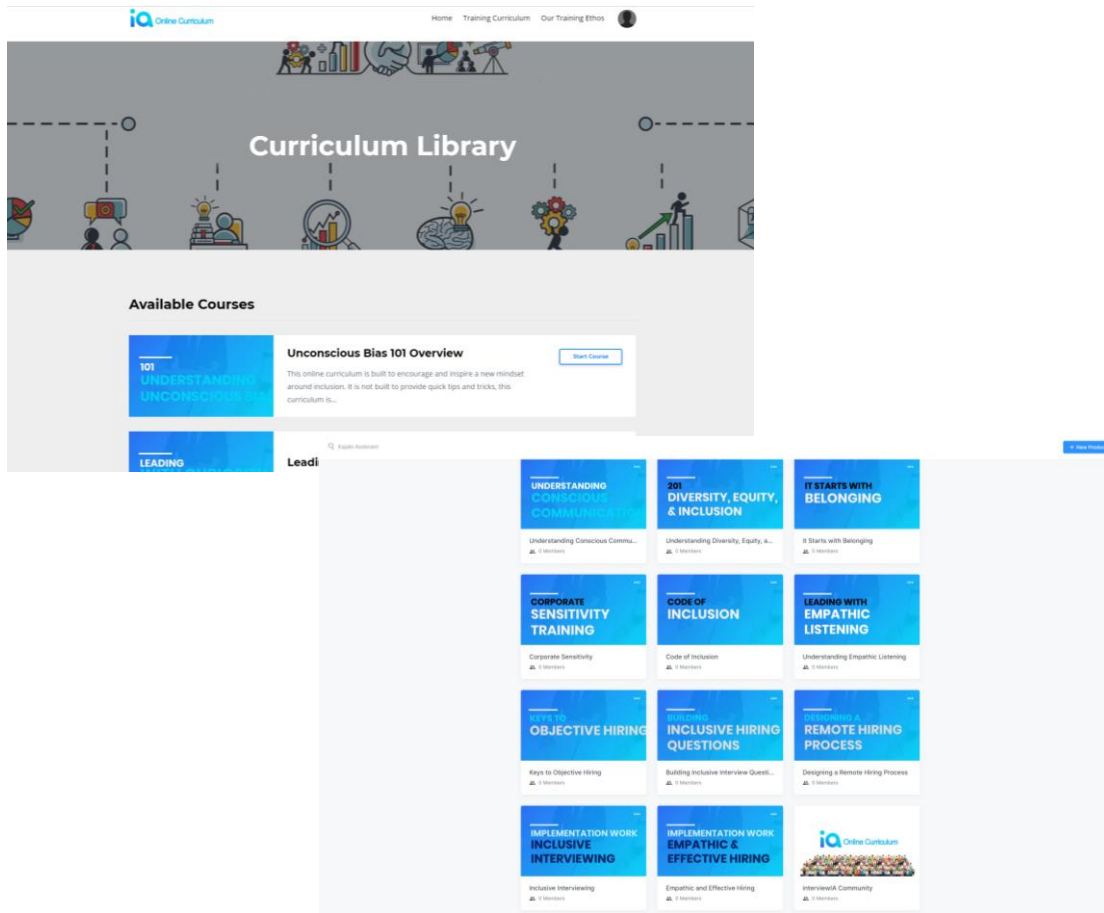 iQ Online Curriculum
Home Training Curriculum Our Training Ethos
Curriculum Library
Available Courses
101
UNDERSTANDING
UNCONSCIOUS BIA
Unconscious Bias 101 Overview
This online curriculum is built to encourage and inspire a new mindset
around inclusion. It is not built to provide quick tips and tricks, this
curriculum is...
Start Course
LEADING
Leadi
+ New Produc
UNDERSTANDING
CONSCIOUS
COMMUNICATIO
Understanding Conscious Commu...
0 Members
201
DIVERSITY, EQUITY,
& INCLUSION
Understanding Diversity, Equity, a...
0 Members
IT STARTS WITH
BELONGING
It Starts with Belonging
0 Members
CORPORATE
SENSITIVITY
TRAINING
Corporate Sensitivity
0 Members
CODE OF
INCLUSION
Code of Inclusion
0 Members
LEADING WITH
EMPATHIC
LISTENING
Understanding Empathic Listening
0 Members
KEYS TO
OBJECTIVE HIRING
Keys to Objective Hiring
0 Members
BUILDING
INCLUSIVE HIRING
QUESTIONS
Building Inclusive Interview Questi...
0 Members
DESIGNING A
REMOTE HIRING
PROCESS
Designing a Remote Hiring Process
0 Members
IMPLEMENTATION WORK
INCLUSIVE
INTERVIEWING
Inclusive Interviewing
0 Members
IMPLEMENTATION WORK
EMPATHIC &
EFFECTIVE HIRING
Empathic and Effective Hiring
0 Members
iQ Online Curriculum
InterviewIA Community
0 Members